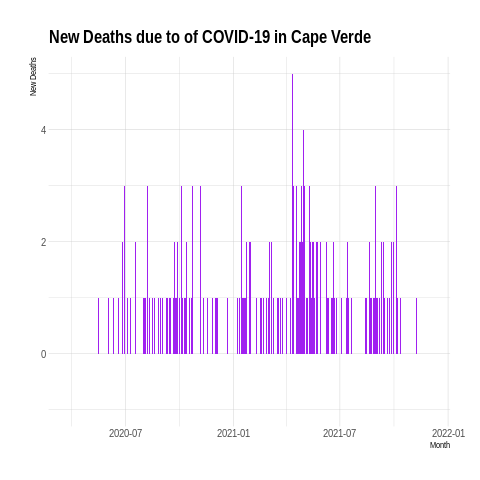 New Deaths due to of COVID-19 in Cape Verde
New Deaths
4
2
0
2020-07
2021-01
2021-07
2022-01
Month